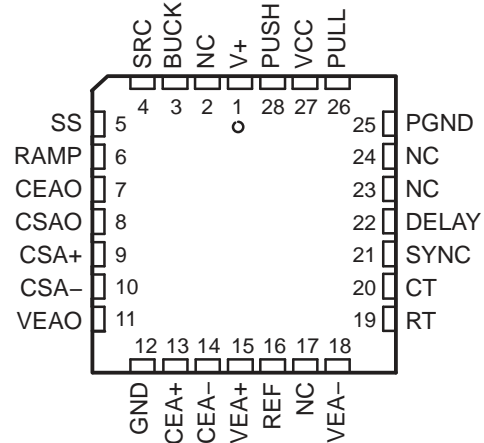 SRC
BUCK
NC
V+
PUSH
VCC
PULL
4 3 2 1 28 27 26
SS 5
RAMP 6
CEAO 7
CSAO 8
CSA+ 9
CSA– 10
VEAO 11
25 PGND
24 NC
23 NC
22 DELAY
21 SYNC
20 CT
19 RT
12 13 14 15 16 17 18
GND
CEA+
CEA–
VEA+
REF
NC
VEA–